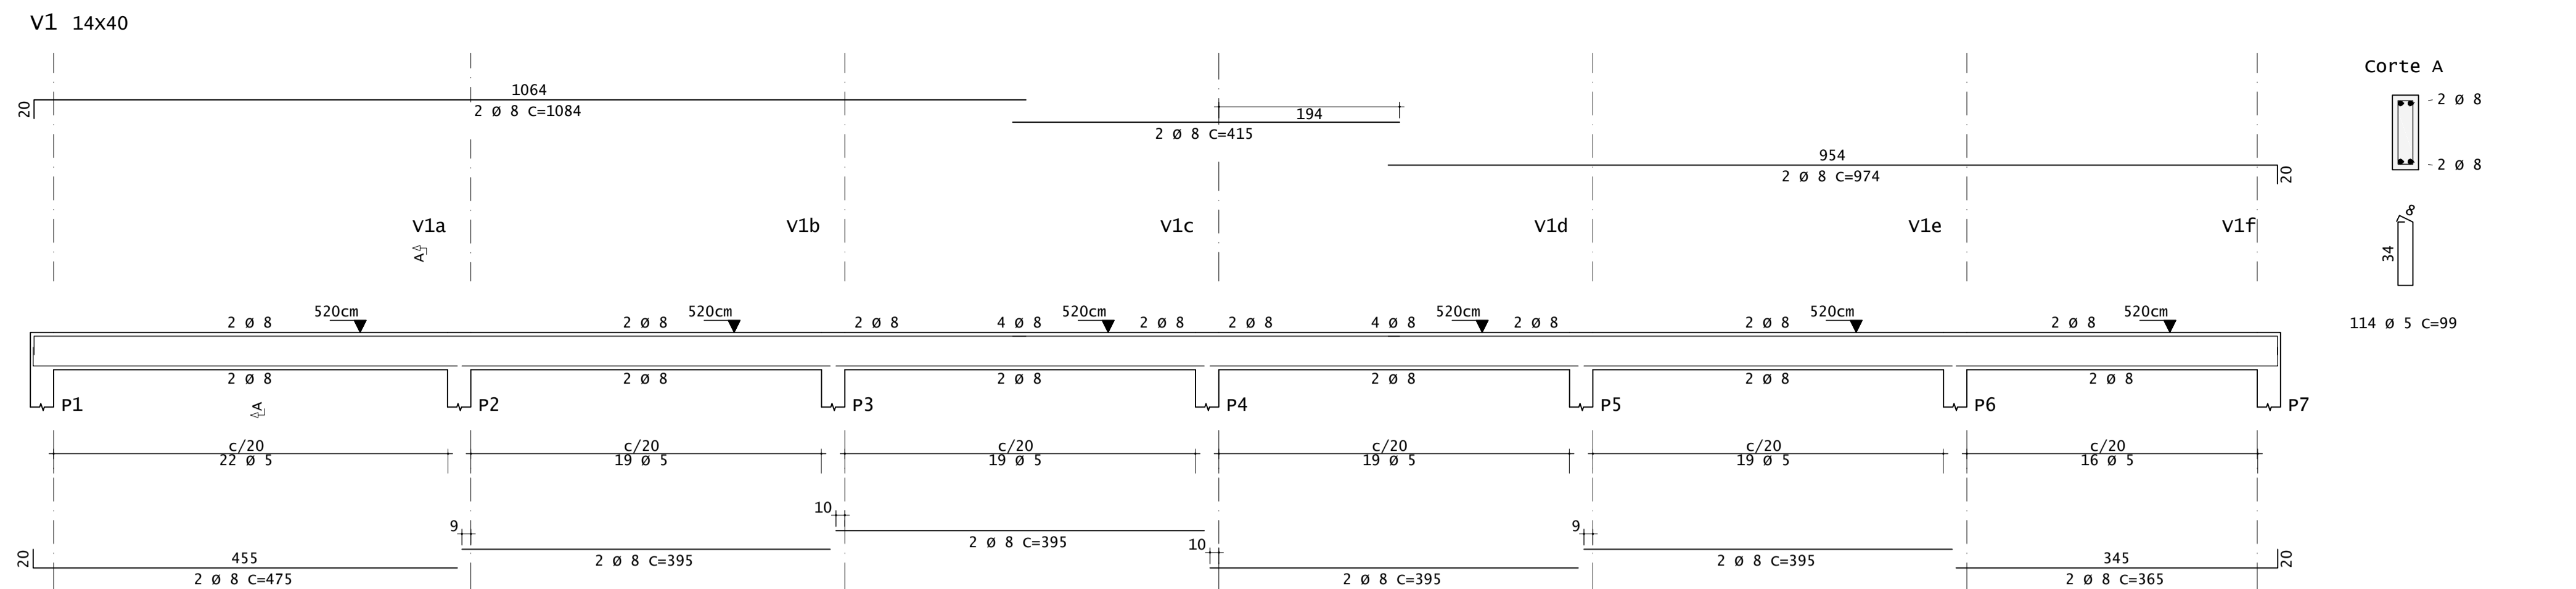 V1 14X40
Corte A
1064
20
2 Ø 8 C=1084
194
2 Ø 8 C=415
954
2 Ø 8 C=974
20
2 Ø 8
2 Ø 8
V1a
V1b
V1c
V1d
V1e
V1f
8
A
34
520cm
520cm
520cm
520cm
520cm
520cm
2 Ø 8
2 Ø 8
2 Ø 8
4 Ø 8
2 Ø 8
2 Ø 8
4 Ø 8
2 Ø 8
2 Ø 8
2 Ø 8
114 Ø 5 C=99
2 Ø 8
2 Ø 8
2 Ø 8
2 Ø 8
2 Ø 8
2 Ø 8
A
P1
P2
P3
P4
P5
P6
P7
c/20
c/20
c/20
c/20
c/20
c/20
22 Ø 5
19 Ø 5
19 Ø 5
19 Ø 5
19 Ø 5
16 Ø 5
10
9
9
2 Ø 8 C=395
10
20
455
2 Ø 8 C=395
2 Ø 8 C=395
345
20
2 Ø 8 C=475
2 Ø 8 C=395
2 Ø 8 C=365